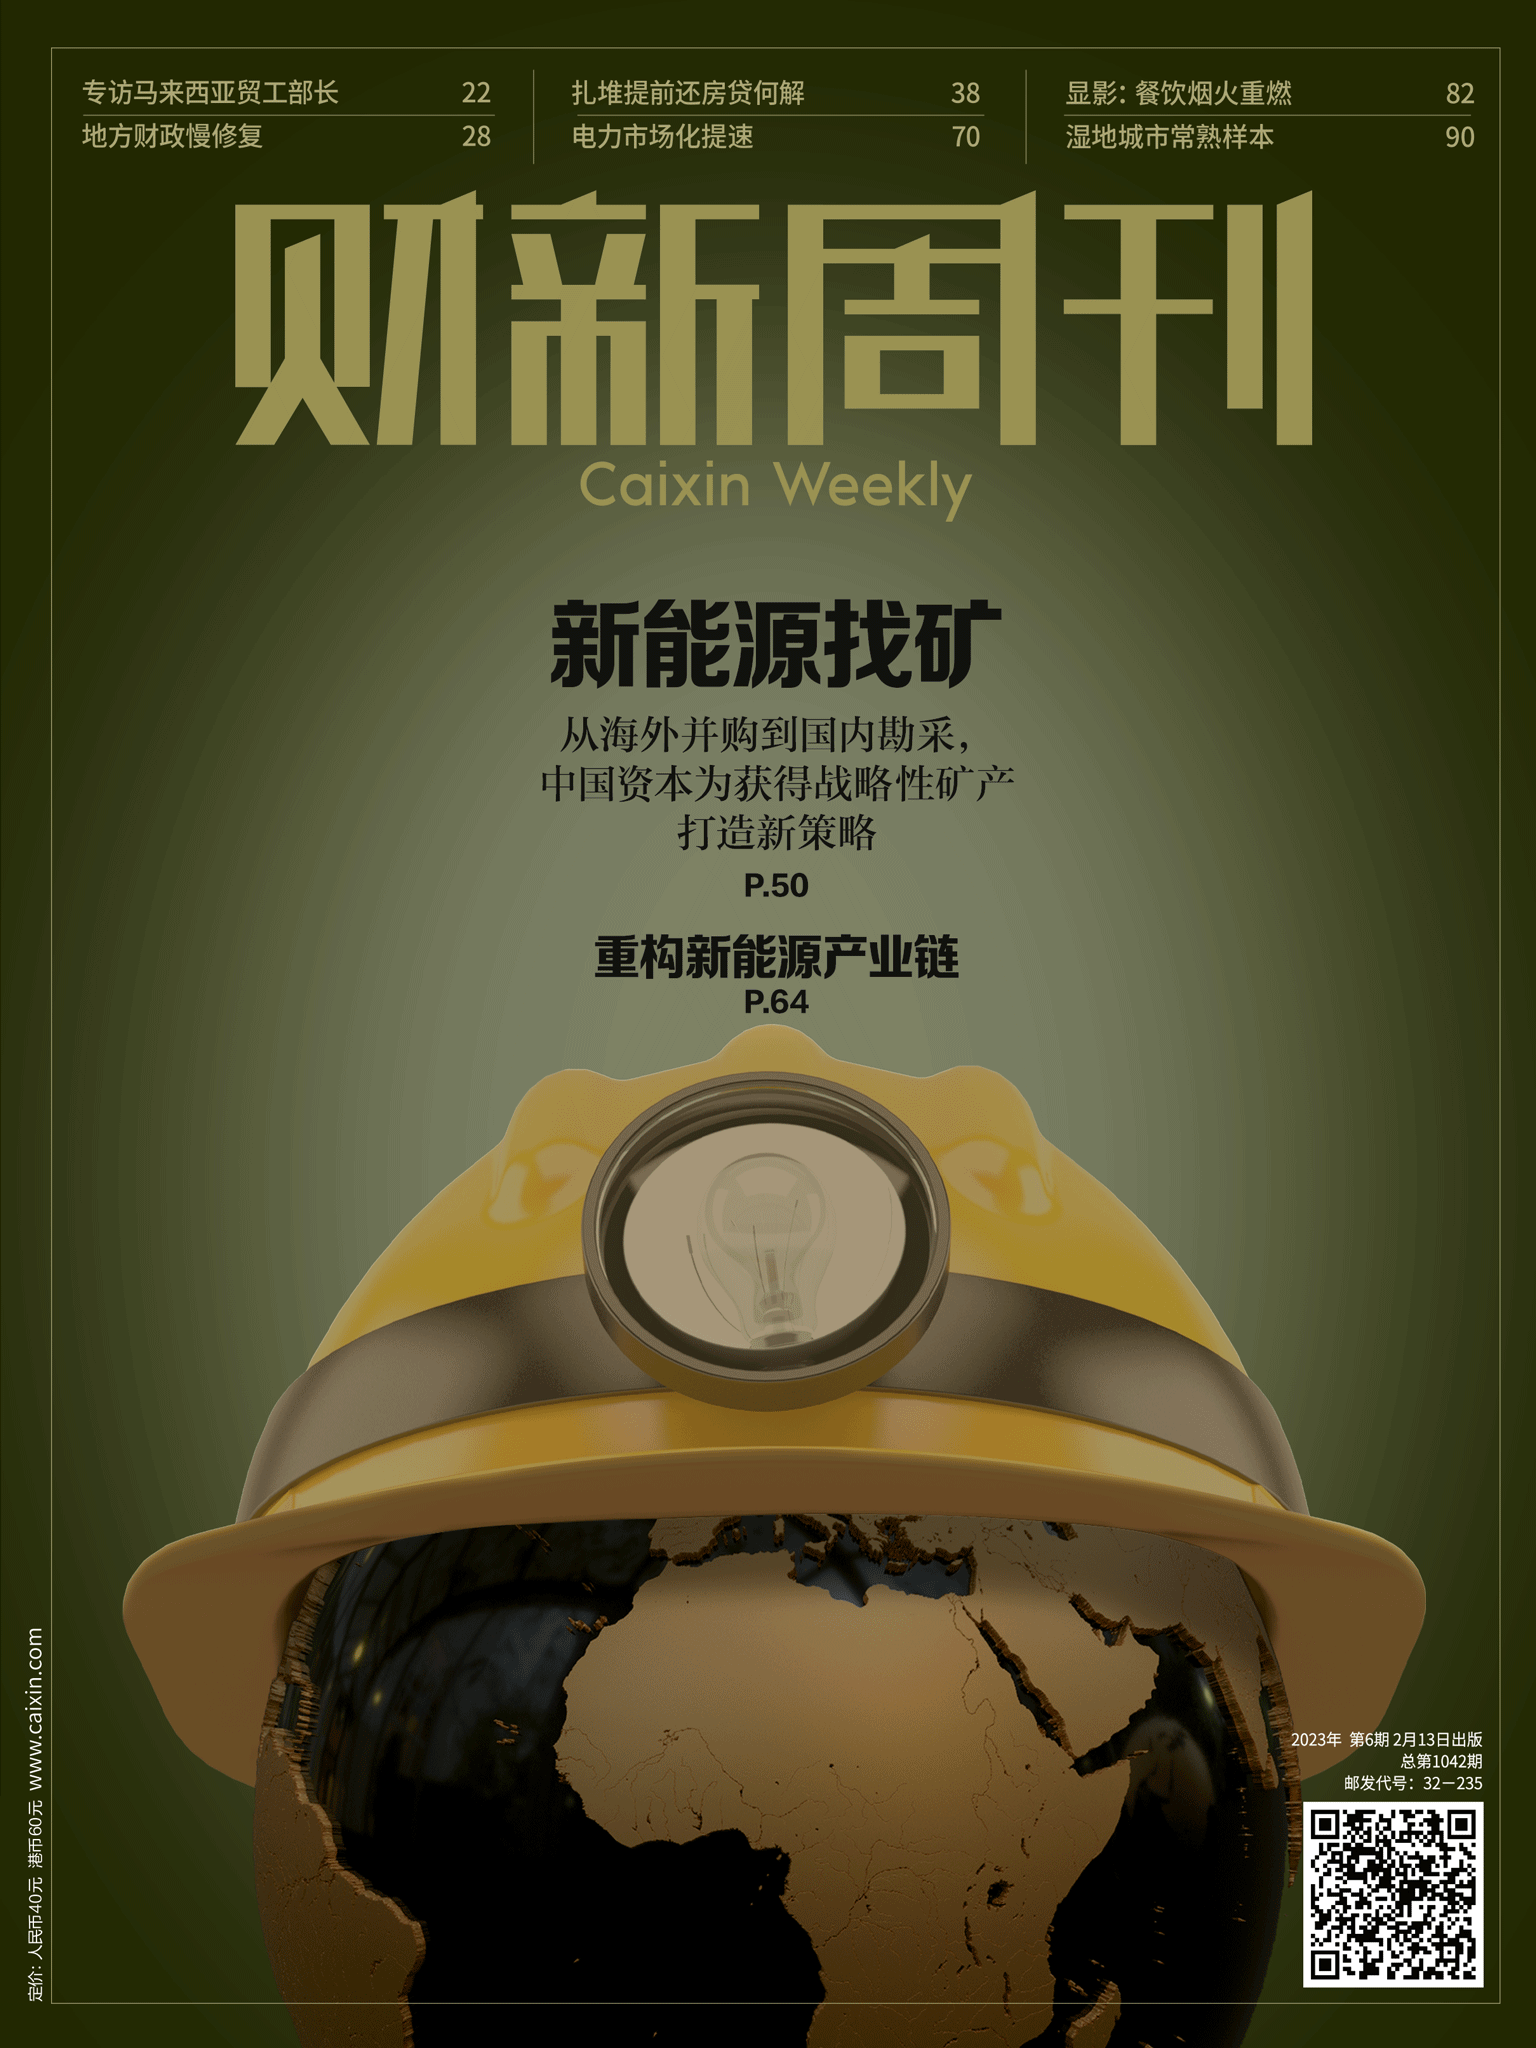 专访马来西亚贸工部长 22
地方财政慢修复 28
扎堆提前还房贷何解 38
电力市场化提速 70
显影：餐饮烟火重燃 82
湿地城市常熟样本 90
财新周刊
Caixin Weekly
新能源找矿
从海外并购到国内勘采，
中国资本为获得战略性矿产
打造新策略
P.50
重构新能源产业链
P.64
2023年 第6期 2月13日出版
总第1042期
邮发代号：32－235
定价：人民币40元 港币60元 www.caixin.com